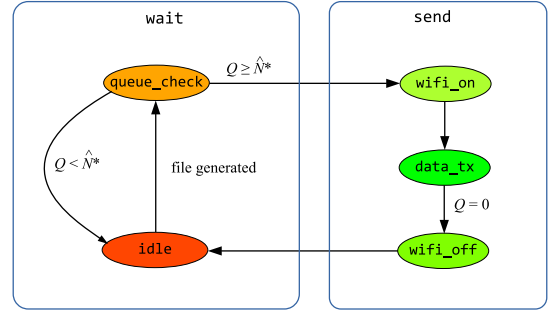 wait
send
Q ≥ N̂*
queue_check
wifi_on
Q < N̂*
file generated
data_tx
Q = 0
idle
wifi_off